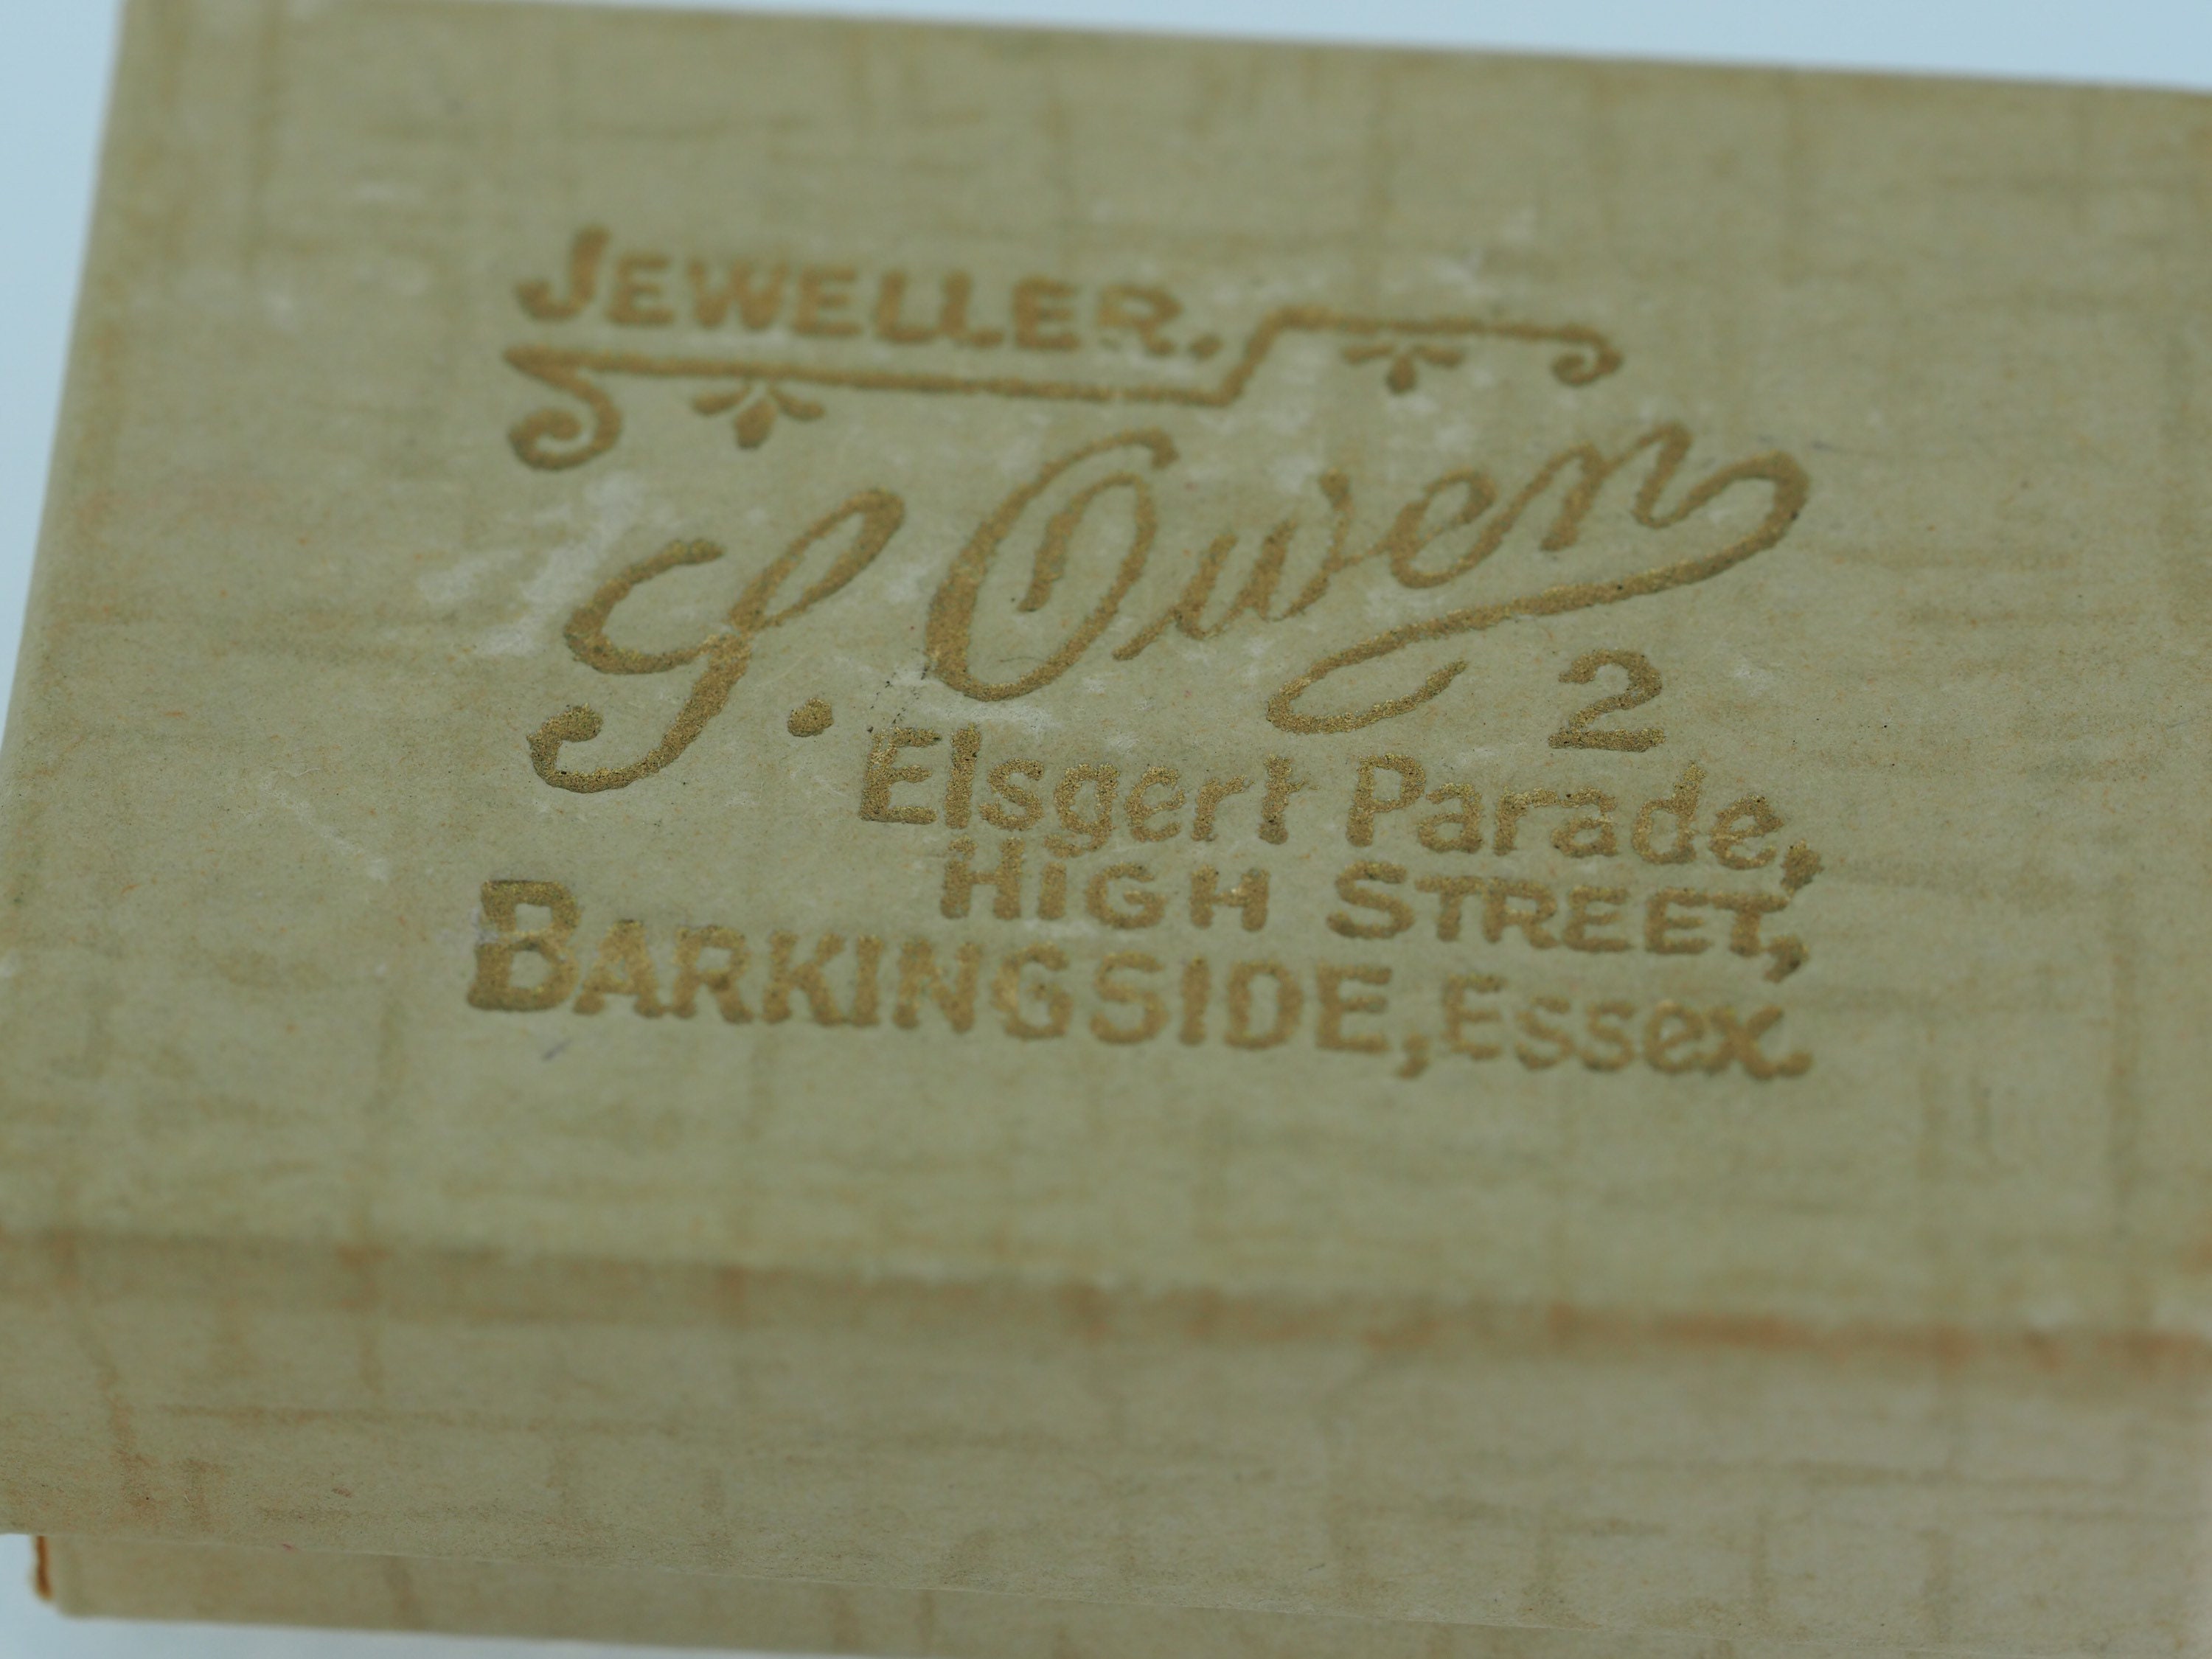 JEWELLER.
S. Owen
2
Elsgert Parade,
HIGH STREET,
BARKINGSIDE, Essex.